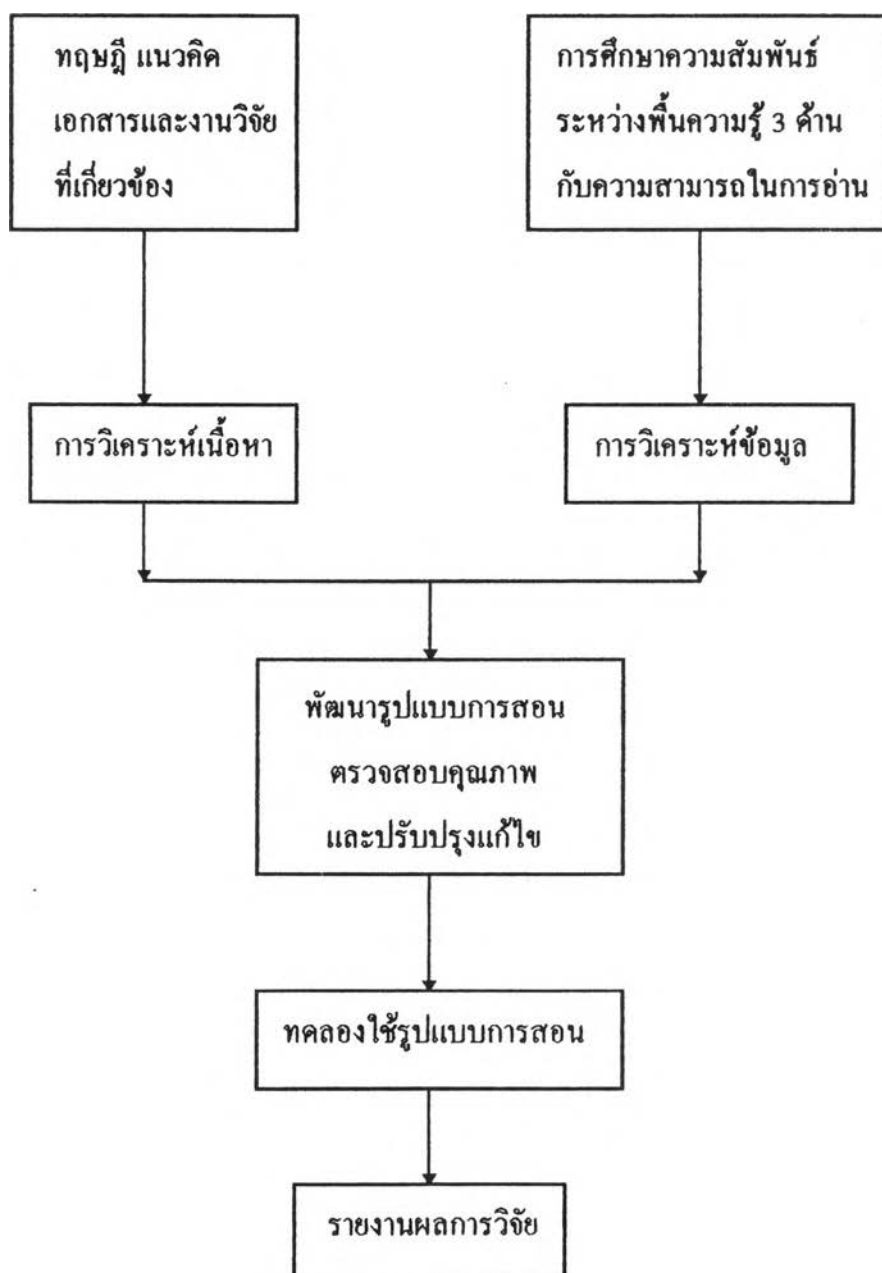 ทฤษฎี แนวคิด
เอกสารและงานวิจัย
ที่เกี่ยวข้อง
การศึกษาความสัมพันธ์
ระหว่างพื้นความรู้ 3 ด้าน
กับความสามารถในการอ่าน
การวิเคราะห์เนื้อหา
การวิเคราะห์ข้อมูล
พัฒนารูปแบบการสอน
ตรวจสอบคุณภาพ
และปรับปรุงแก้ไข
ทดลองใช้รูปแบบการสอน
รายงานผลการวิจัย